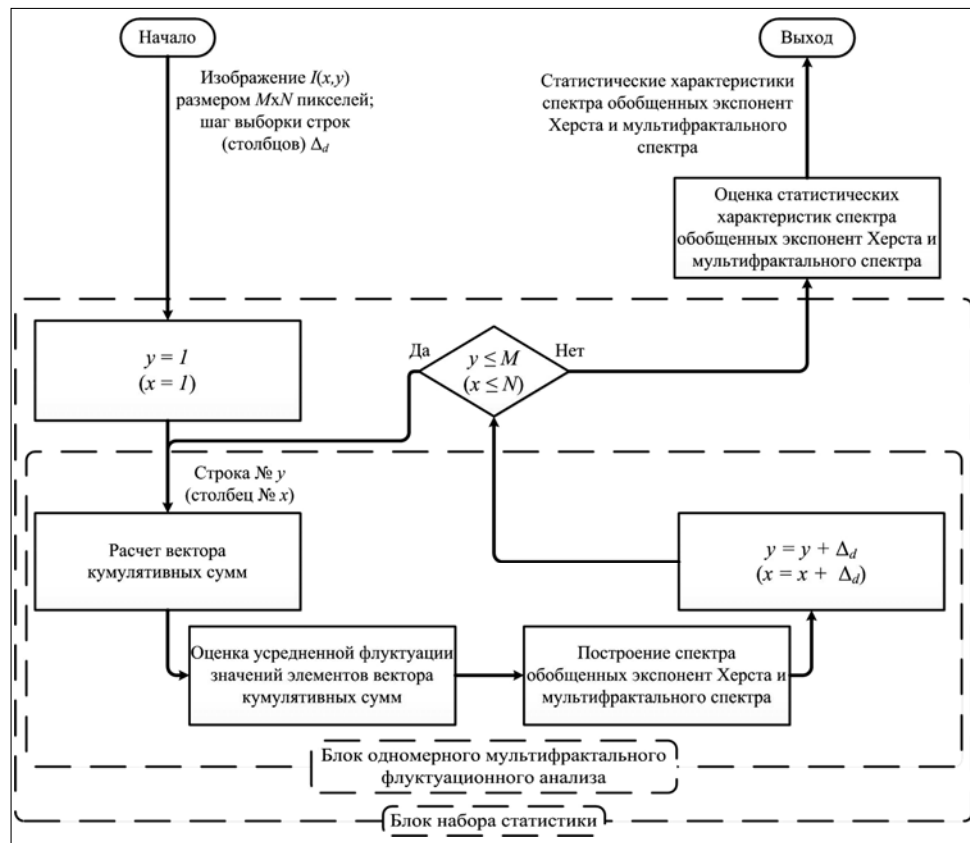 Начало
Изображение I(x,y)
размером MxN пикселей;
шаг выборки строк
(столбцов) Δd
Выход
Статистические характеристики
спектра обобщенных экспонент
Херста и мультифрактального
спектра
Оценка статистических
характеристик спектра
обобщенных экспонент Херста и
мультифрактального спектра
y = 1
(x = 1)
Да
y ≤ M
(x ≤ N)
Нет
Строка № y
(столбец № x)
Расчет вектора
кумулятивных сумм
y = y + Δd
(x = x + Δd)
Оценка усредненной флуктуации
значений элементов вектора
кумулятивных сумм
Построение спектра
обобщенных экспонент Херста и
мультифрактального спектра
Блок одномерного мультифрактального
флуктуационного анализа
Блок набора статистики